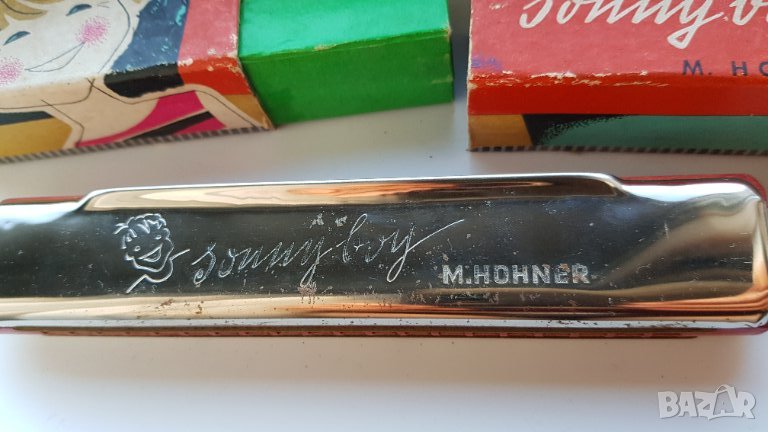 sonny bo
M. HO
sonny boy
M. HOHNER
BAZAR